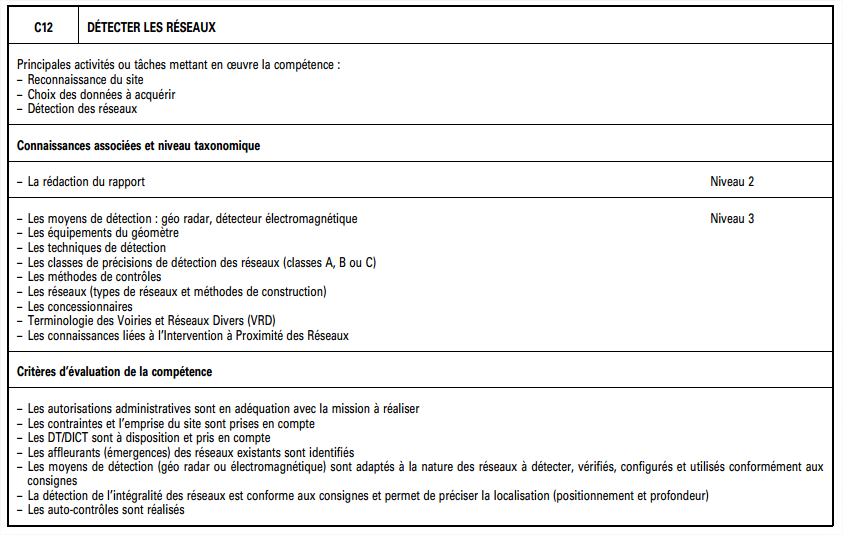 C12 DÉTECTER LES RÉSEAUX
Principales activités ou tâches mettant en œuvre la compétence :
– Reconnaissance du site
– Choix des données à acquérir
– Détection des réseaux
Connaissances associées et niveau taxonomique
– La rédaction du rapport Niveau 2
– Les moyens de détection : géo radar, détecteur électromagnétique Niveau 3
– Les équipements du géomètre
– Les techniques de détection
– Les classes de précisions de détection des réseaux (classes A, B ou C)
– Les méthodes de contrôles
– Les réseaux (types de réseaux et méthodes de construction)
– Les concessionnaires
– Terminologie des Voiries et Réseaux Divers (VRD)
– Les connaissances liées à l'Intervention à Proximité des Réseaux
Critères d'évaluation de la compétence
– Les autorisations administratives sont en adéquation avec la mission à réaliser
– Les contraintes et l'emprise du site sont prises en compte
– Les DT/DICT sont à disposition et pris en compte
– Les affleurants (émergences) des réseaux existants sont identifiés
– Les moyens de détection (géo radar ou électromagnétique) sont adaptés à la nature des réseaux à détecter, vérifiés, configurés et utilisés conformément aux
consignes
– La détection de l'intégralité des réseaux est conforme aux consignes et permet de préciser la localisation (positionnement et profondeur)
– Les auto-contrôles sont réalisés